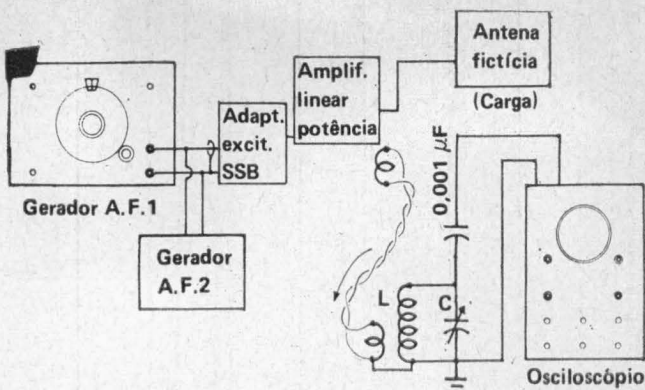 Antena
fictícia
(Carga)
Amplif.
linear
potência
Adapt.
excit.
SSB
Gerador A.F.1
Gerador
A.F.2
0,001 µF
L
C
Osciloscópio